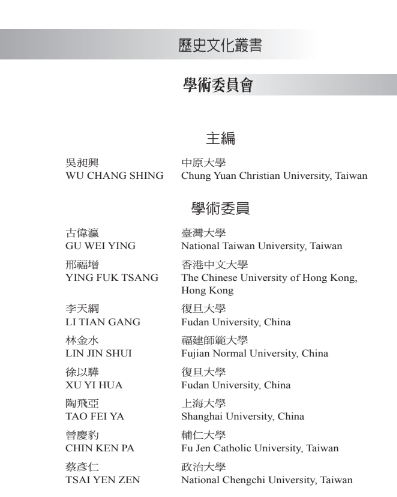 歷史文化叢書
學術委員會
主編
吳昶興 中原大學
WU CHANG SHING Chung Yuan Christian University, Taiwan
學術委員
古偉瀛 臺灣大學
GU WEI YING National Taiwan University, Taiwan
邢福增 香港中文大學
YING FUK TSANG The Chinese University of Hong Kong,
Hong Kong
李天綱 復旦大學
LI TIAN GANG Fudan University, China
林金水 福建師範大學
LIN JIN SHUI Fujian Normal University, China
徐以驊 復旦大學
XU YI HUA Fudan University, China
陶飛亞 上海大學
TAO FEI YA Shanghai University, China
曾慶豹 輔仁大學
CHIN KEN PA Fu Jen Catholic University, Taiwan
蔡彥仁 政治大學
TSAI YEN ZEN National Chengchi University, Taiwan